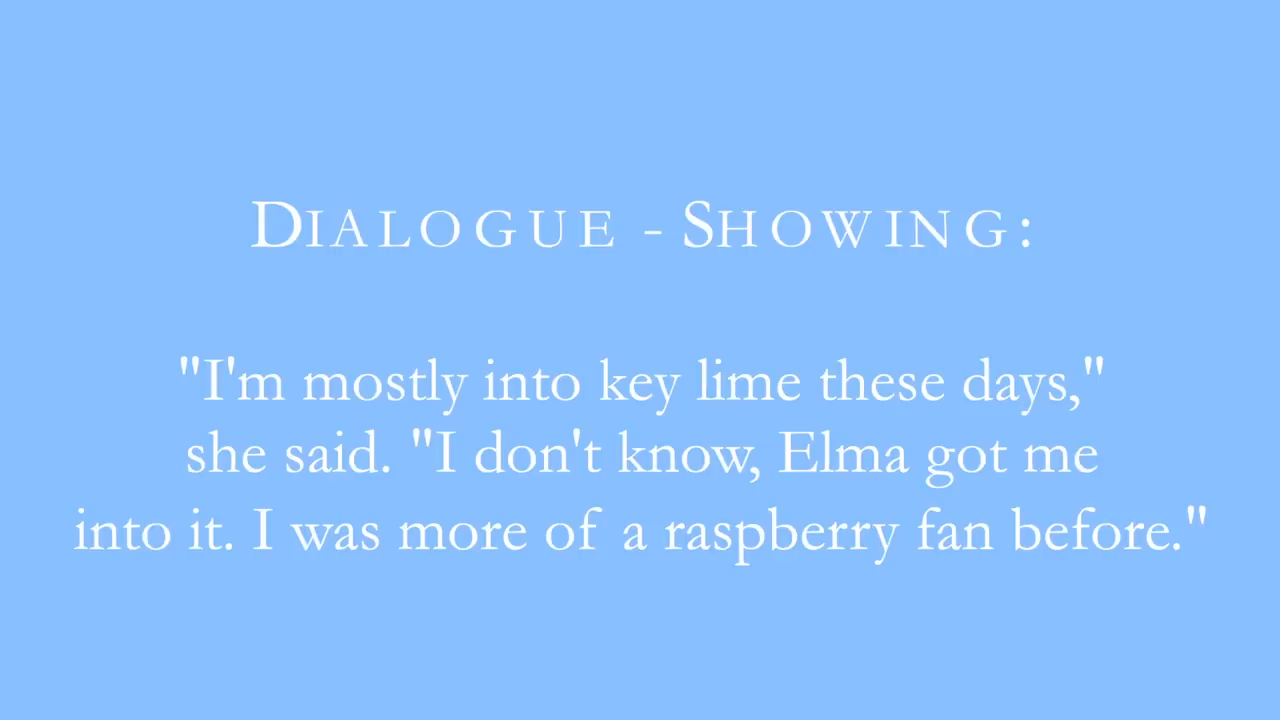 DIALOGUE - SHOWING:
"I'm mostly into key lime these days,"
she said. "I don't know, Elma got me
into it. I was more of a raspberry fan before."